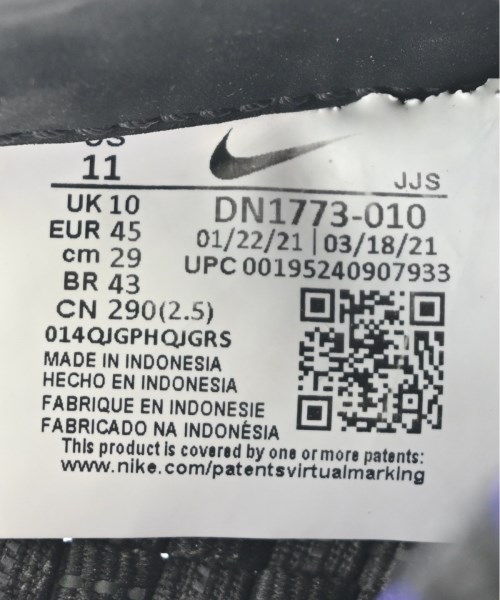 US
11
JJS
UK 10
DN1773-010
EUR 45
01/22/21 | 03/18/21
cm 29
UPC 00195240907933
BR 43
CN 290(2.5)
014QJGPHQJGRS
MADE IN INDONESIA
HECHO EN INDONESIA
FABRIQUE EN INDONESIE
FABRICADO NA INDONÉSIA
This product is covered by one or more patents:
www.nike.com/patentsvirtualmarking